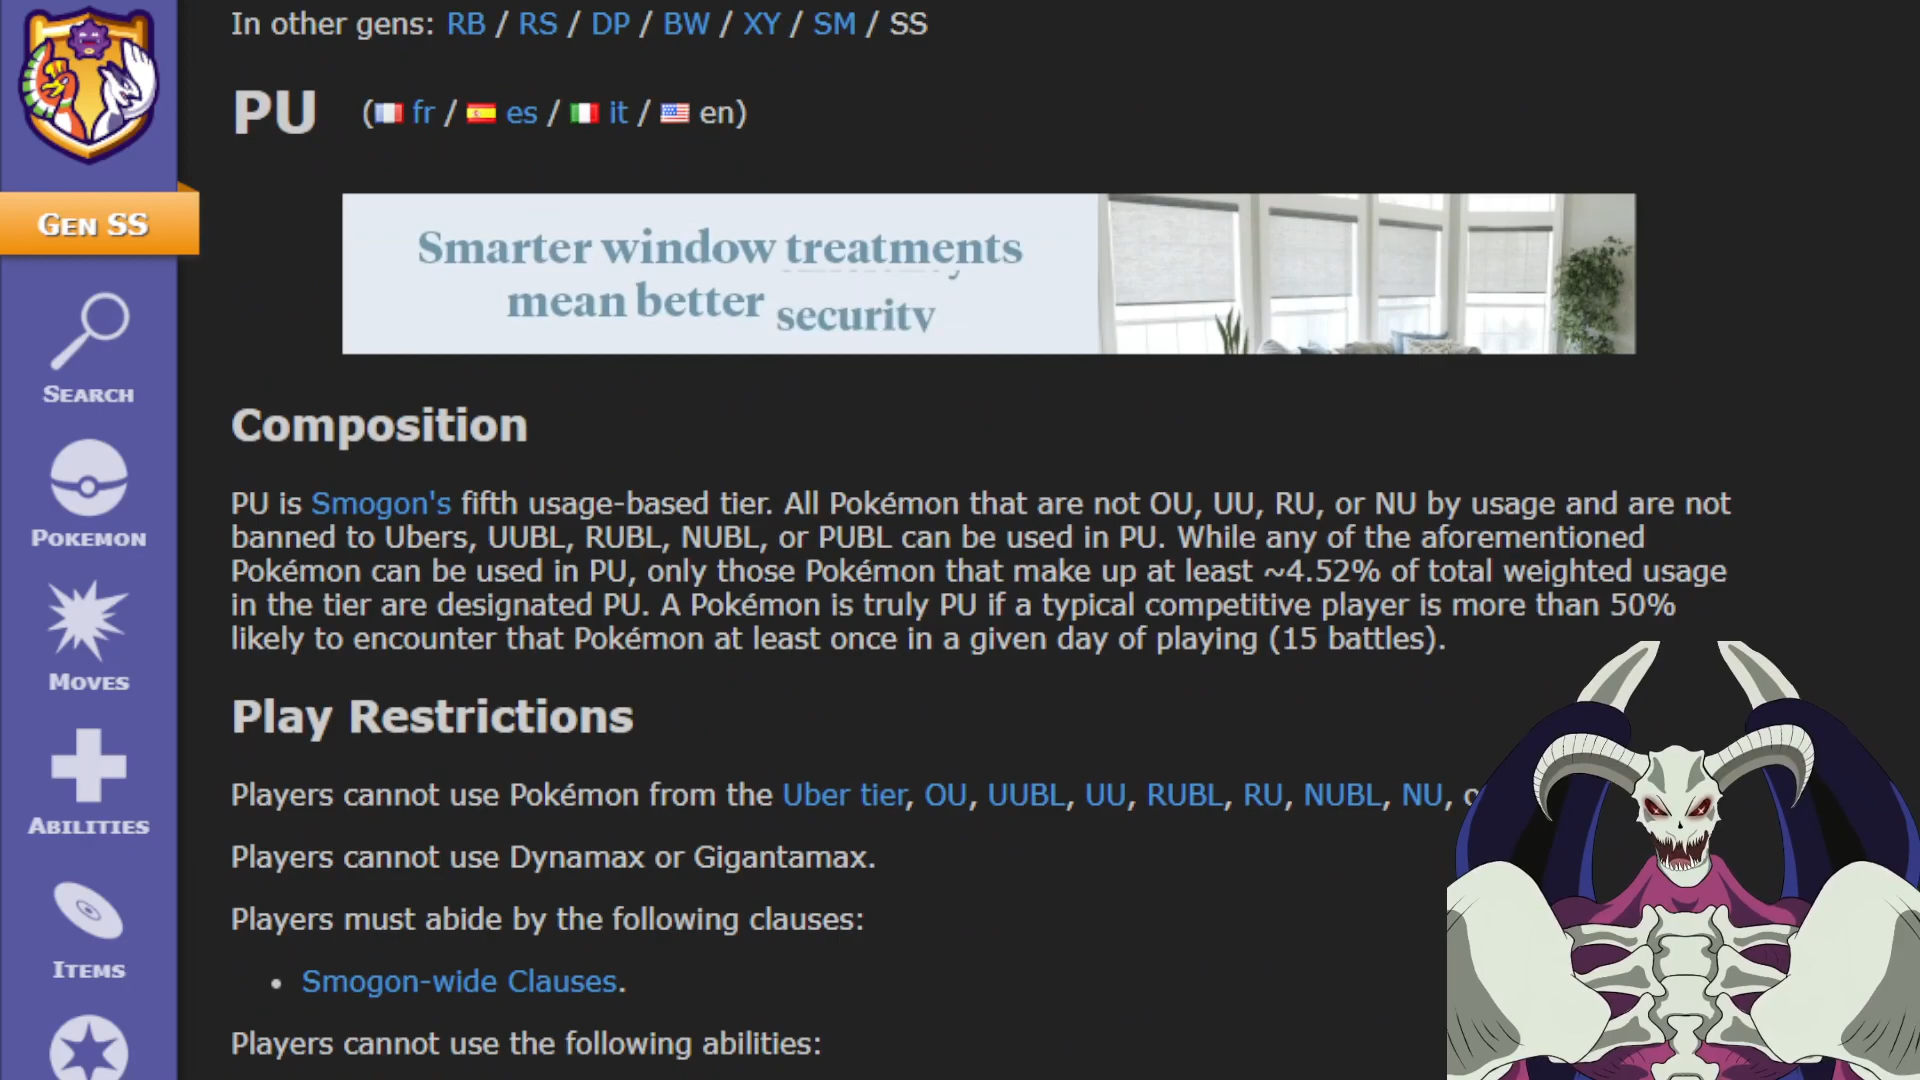 In other gens: RB / RS / DP / BW / XY / SM / SS
PU (fr / es / it / en)
GEN SS
Smarter window treatments
mean better security
SEARCH
Composition
POKEMON
PU is Smogon's fifth usage-based tier. All Pokémon that are not OU, UU, RU, or NU by usage and are not
banned to Ubers, UUBL, RUBL, NUBL, or PUBL can be used in PU. While any of the aforementioned
Pokémon can be used in PU, only those Pokémon that make up at least ~4.52% of total weighted usage
in the tier are designated PU. A Pokémon is truly PU if a typical competitive player is more than 50%
likely to encounter that Pokémon at least once in a given day of playing (15 battles).
MOVES
Play Restrictions
Players cannot use Pokémon from the Uber tier, OU, UUBL, UU, RUBL, RU, NUBL, NU,
ABILITIES
Players cannot use Dynamax or Gigantamax.
Players must abide by the following clauses:
ITEMS
• Smogon-wide Clauses.
Players cannot use the following abilities: